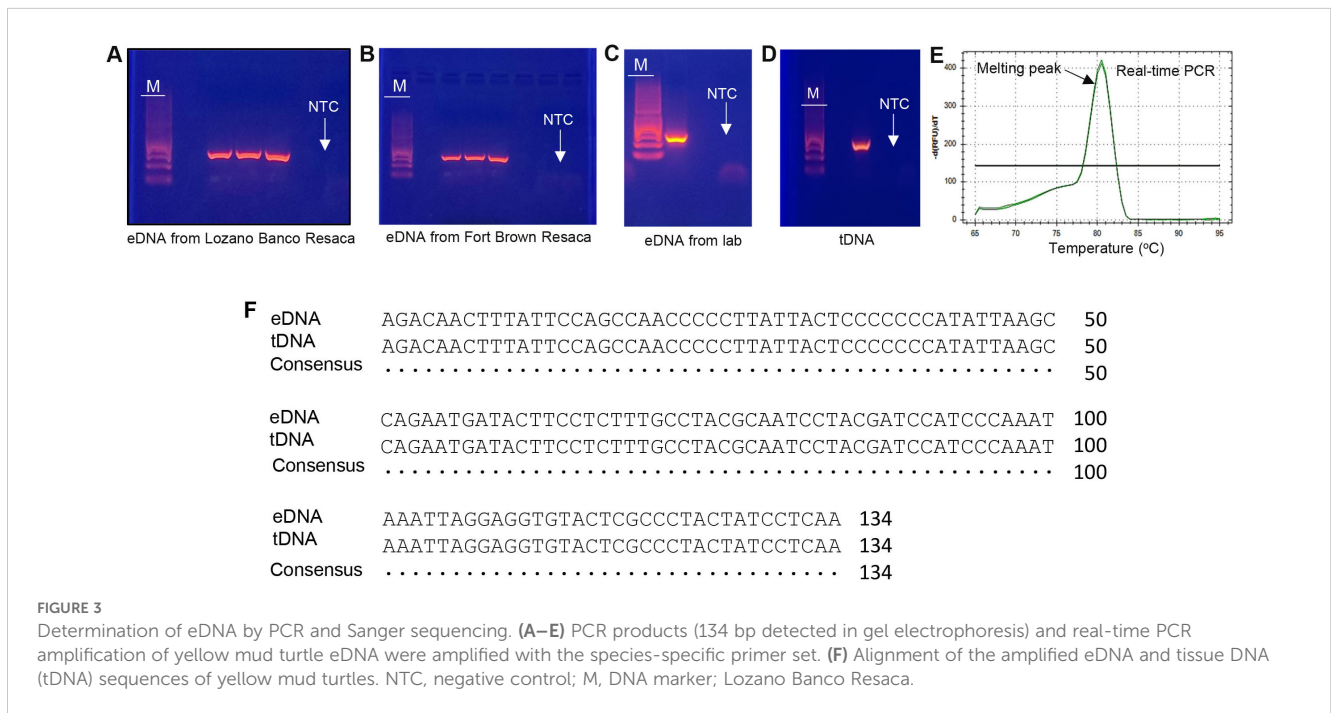 A
M
NTC
eDNA from Lozano Banco Resaca
B
M
NTC
eDNA from Fort Brown Resaca
C
M
NTC
eDNA from lab
D
M
NTC
tDNA
E
Melting peak
Real-time PCR
-d(RFU)/dT
400
300
200
100
0
65 70 75 80 85 90 95
Temperature (°C)
F
eDNA AGACAACTTTATTCCAGCCAACCCCCTTATTACTCCCCCCCATATTAAGC 50
tDNA AGACAACTTTATTCCAGCCAACCCCCTTATTACTCCCCCCCATATTAAGC 50
Consensus .................................................. 50
eDNA CAGAATGATACTTCCTCTTTGCCTACGCAATCCTACGATCCATCCCAAAT 100
tDNA CAGAATGATACTTCCTCTTTGCCTACGCAATCCTACGATCCATCCCAAAT 100
Consensus .................................................. 100
eDNA AAATTAGGAGGTGTACTCGCCCTACTATCCTCAA 134
tDNA AAATTAGGAGGTGTACTCGCCCTACTATCCTCAA 134
Consensus .................................. 134
FIGURE 3
Determination of eDNA by PCR and Sanger sequencing. (A–E) PCR products (134 bp detected in gel electrophoresis) and real-time PCR
amplification of yellow mud turtle eDNA were amplified with the species-specific primer set. (F) Alignment of the amplified eDNA and tissue DNA
(tDNA) sequences of yellow mud turtles. NTC, negative control; M, DNA marker; Lozano Banco Resaca.